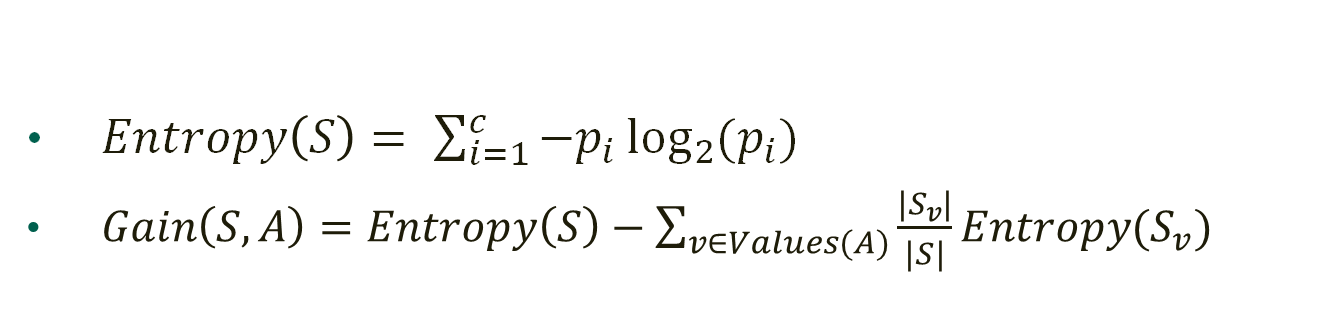 • Entropy(S) = ∑_{i=1}^{c} −p_i log_2(p_i)
• Gain(S, A) = Entropy(S) − ∑_{v∈Values(A)} |S_v|/|S| Entropy(S_v)